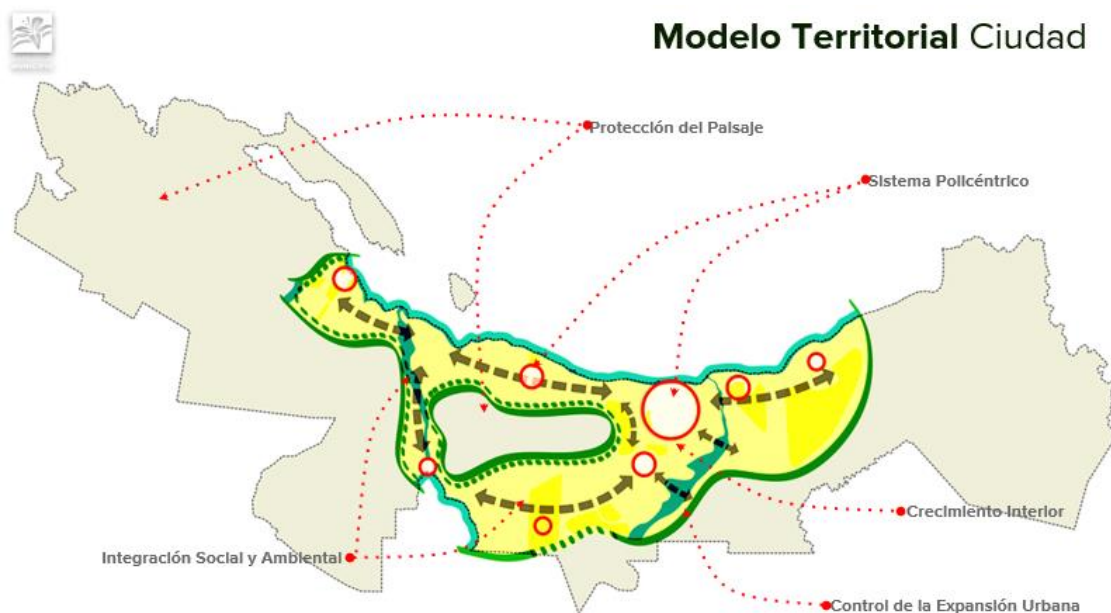 Modelo Territorial Ciudad
Protección del Paisaje
Sistema Policéntrico
Crecimiento Interior
Integración Social y Ambiental
Control de la Expansión Urbana